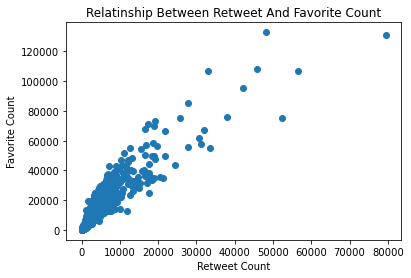 Relatinship Between Retweet And Favorite Count
120000
100000
80000
60000
40000
20000
0
Favorite Count
0 10000 20000 30000 40000 50000 60000 70000 80000
Retweet Count